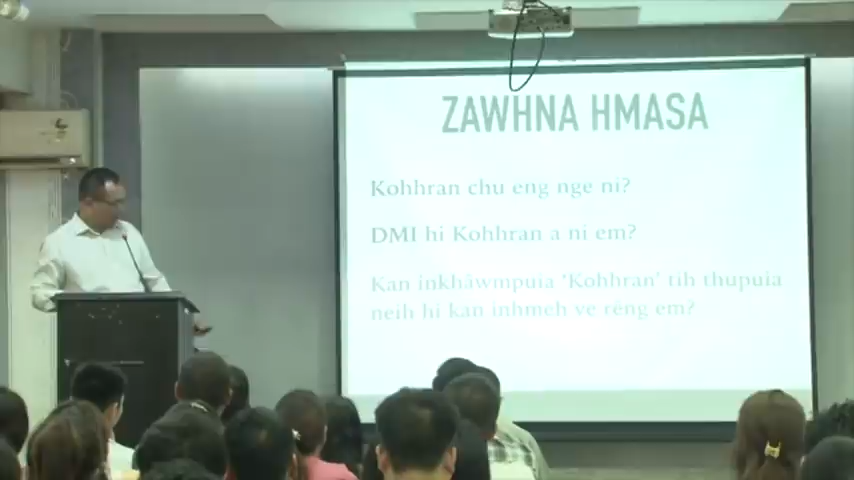 ZAWHNA HMASA
Kohhran chu eng nge ni?
DMI hi Kohhran a ni em?
Kan inkhâwmpuia 'Kohhran' tih thupuia
neih hi kan inhmeh ve rêng em?